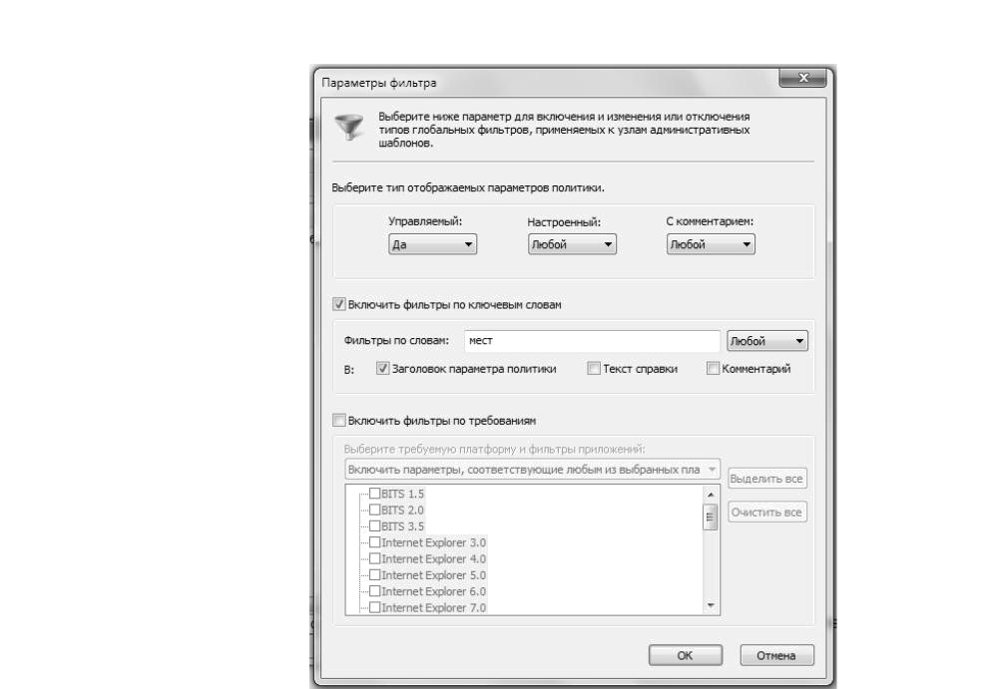 Параметры фильтра
Выберите ниже параметр для включения и изменения или отключения
типов глобальных фильтров, применяемых к узлам административных
шаблонов.
Выберите тип отображаемых параметров политики.
Управляемый: Настроенный: С комментарием:
Да Любой Любой
Включить фильтры по ключевым словам
Фильтры по словам: мест Любой
В: Заголовок параметра политики Текст справки Комментарий
Включить фильтры по требованиям
Выберите требуемую платформу и фильтры приложений:
Включить параметры, соответствующие любым из выбранных пла
Выделить все
BITS 1.5
BITS 2.0
Очистить все
BITS 3.5
Internet Explorer 3.0
Internet Explorer 4.0
Internet Explorer 5.0
Internet Explorer 6.0
Internet Explorer 7.0
ОК Отмена